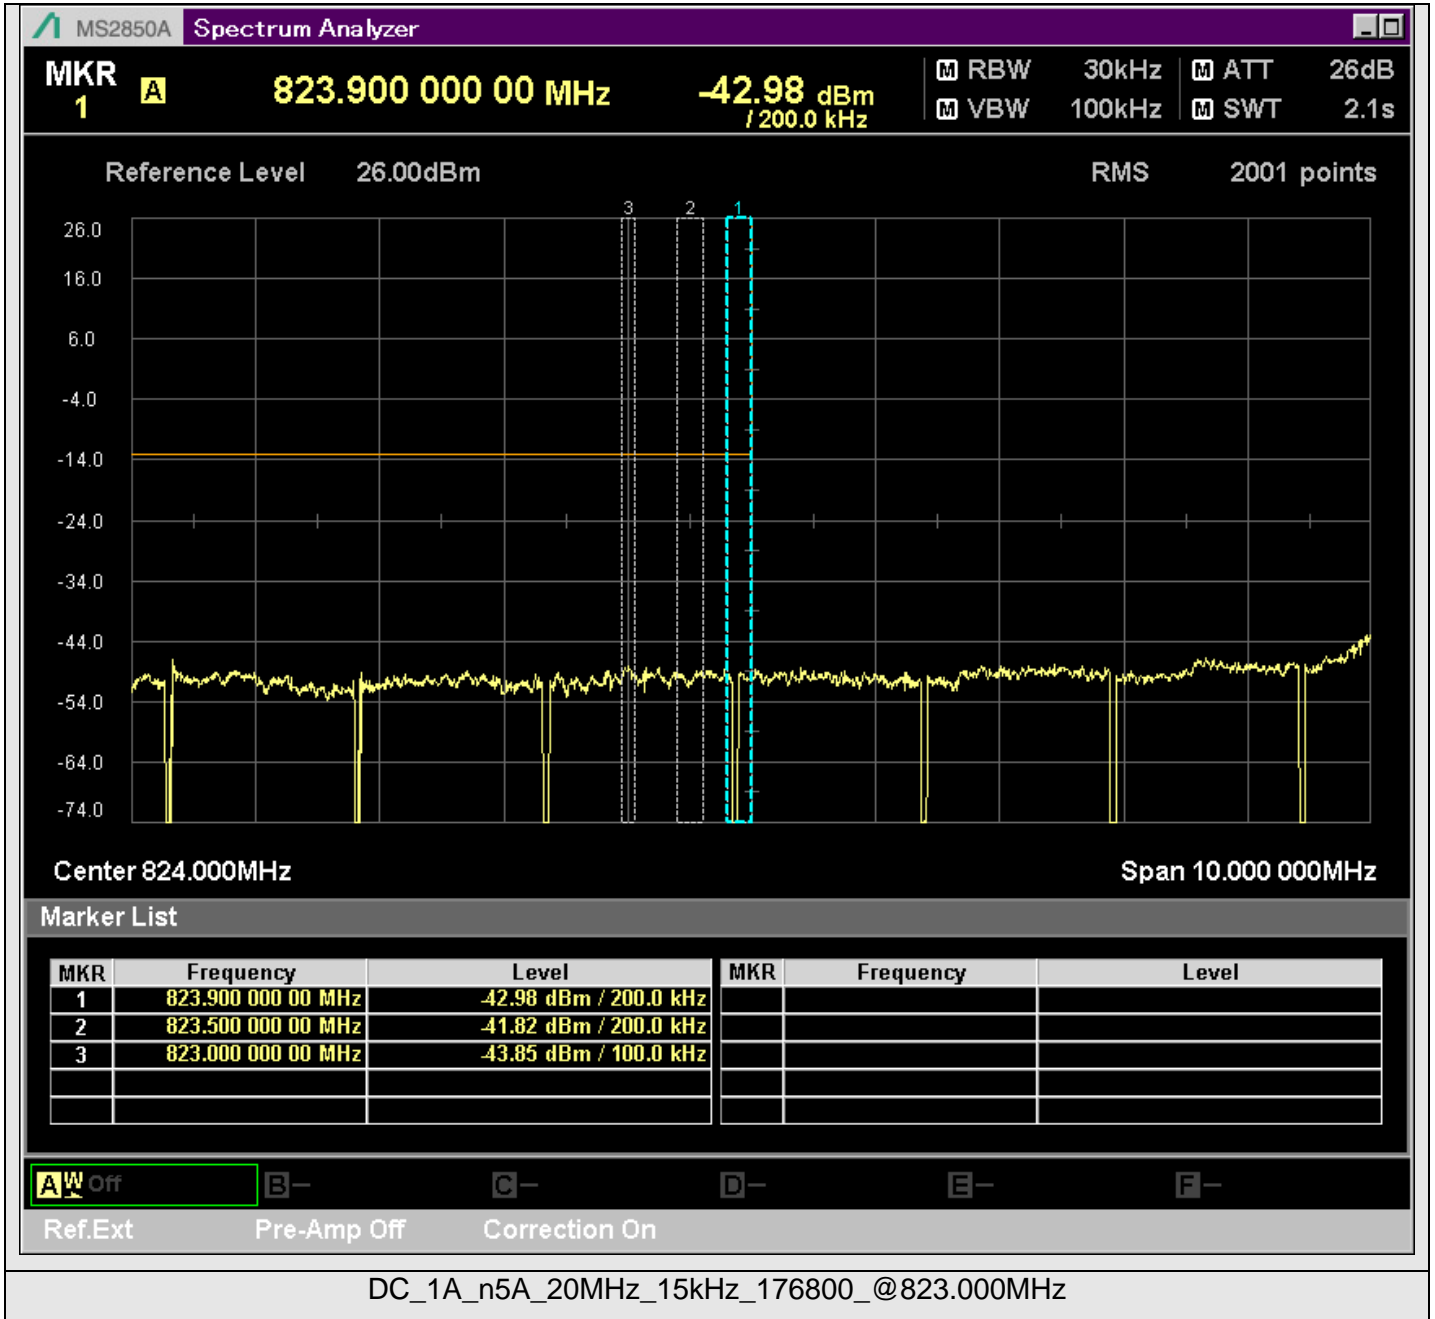 MS2850A Spectrum Analyzer
MKR A 823.900 000 00 MHz -42.98 dBm M RBW 30kHz M ATT 26dB
1 / 200.0 kHz M VBW 100kHz M SWT 2.1s
Reference Level 26.00dBm RMS 2001 points
3 2 1
26.0
16.0
6.0
-4.0
-14.0
-24.0
-34.0
-44.0
-54.0
-64.0
-74.0
Center 824.000MHz Span 10.000 000MHz
Marker List
MKR Frequency Level MKR Frequency Level
1 823.900 000 00 MHz -42.98 dBm / 200.0 kHz
2 823.500 000 00 MHz -41.82 dBm / 200.0 kHz
3 823.000 000 00 MHz -43.85 dBm / 100.0 kHz
A W Off B - C - D - E - F -
Ref.Ext Pre-Amp Off Correction On
DC_1A_n5A_20MHz_15kHz_176800_@823.000MHz